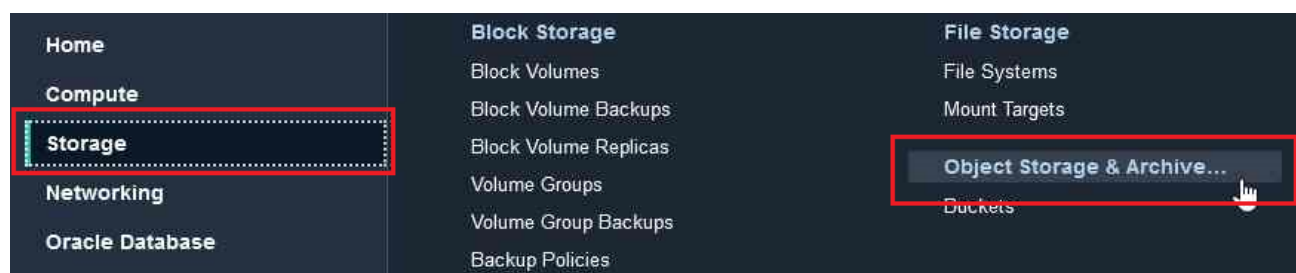 Home
Compute
Storage
Networking
Oracle Database
Block Storage
Block Volumes
Block Volume Backups
Block Volume Replicas
Volume Groups
Volume Group Backups
Backup Policies
File Storage
File Systems
Mount Targets
Object Storage & Archive...
Buckets